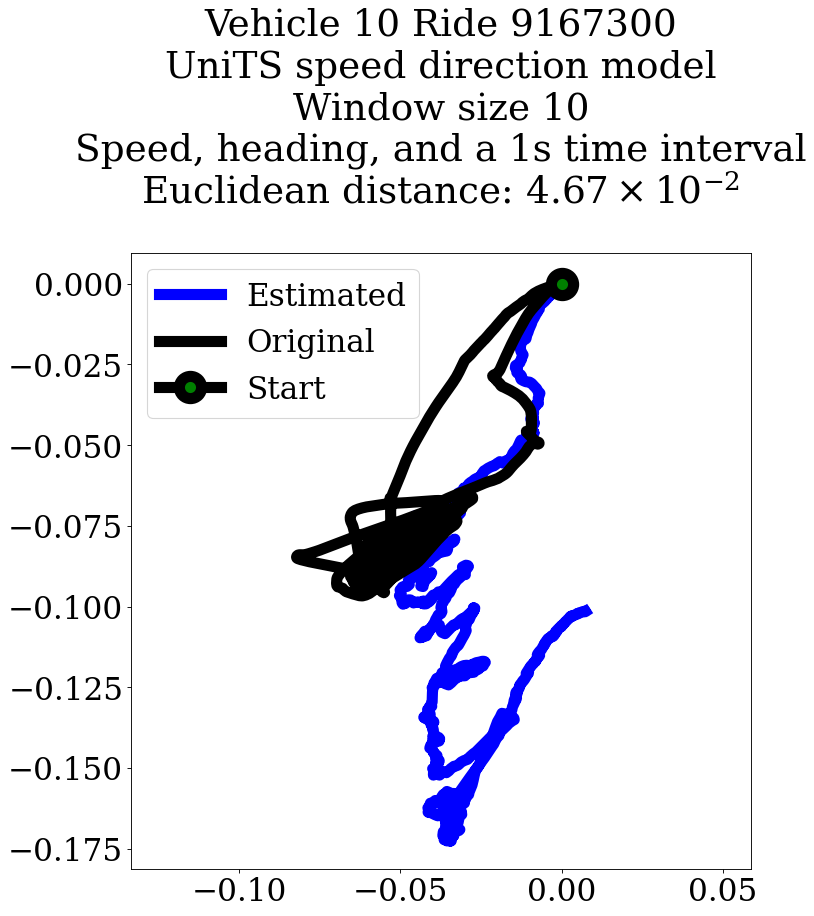 Vehicle 10 Ride 9167300
UniTS speed direction model
Window size 10
Speed, heading, and a 1s time interval
Euclidean distance: 4.67 × 10⁻²
Estimated
Original
Start
0.000
−0.025
−0.050
−0.075
−0.100
−0.125
−0.150
−0.175
−0.10
−0.05
0.00
0.05